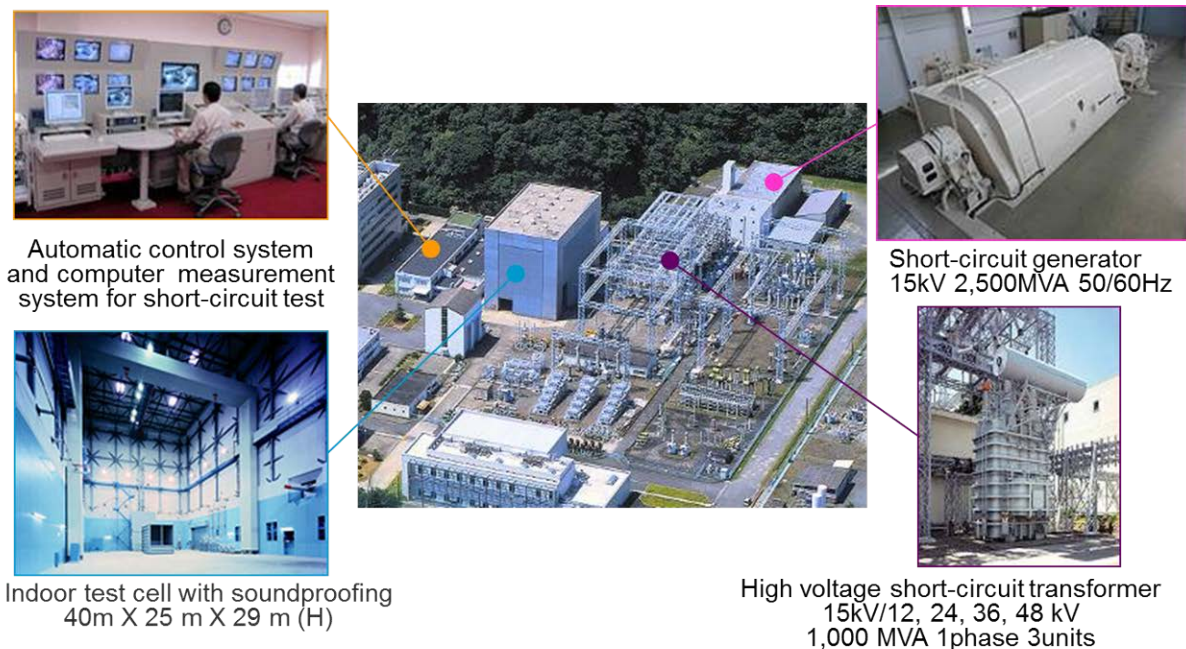 Automatic control system
and computer measurement
system for short-circuit test
Short-circuit generator
15kV 2,500MVA 50/60Hz
Indoor test cell with soundproofing
40m X 25 m X 29 m (H)
High voltage short-circuit transformer
15kV/12, 24, 36, 48 kV
1,000 MVA 1phase 3units